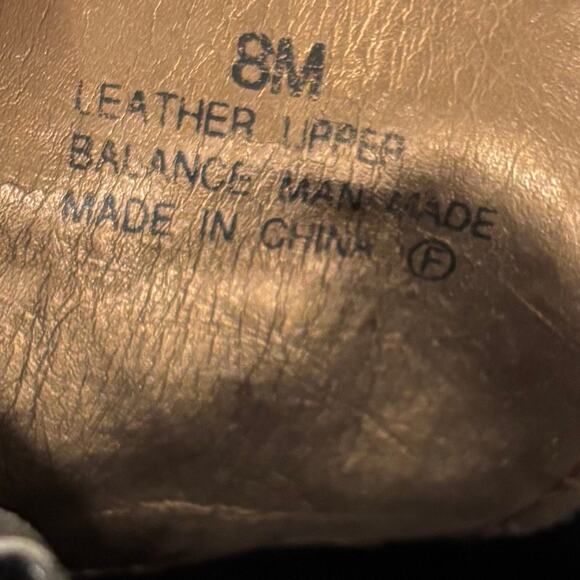 8M
LEATHER UPPER
BALANCE MAN MADE
MADE IN CHINA Ⓕ